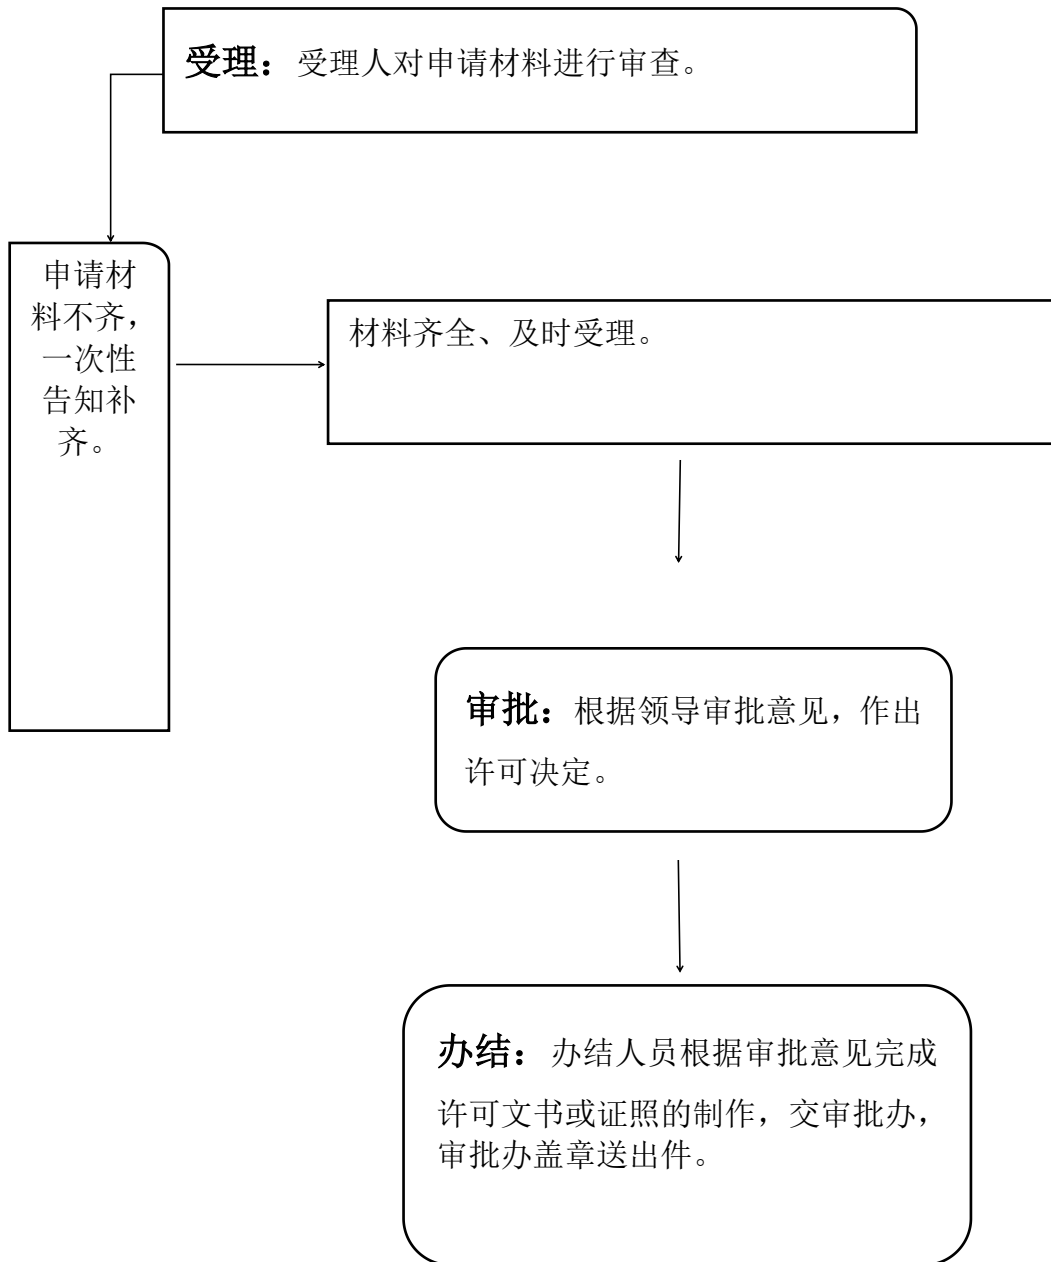 受理：受理人对申请材料进行审查。
申请材
料不齐，
一次性
告知补
齐。
材料齐全、及时受理。
审批：根据领导审批意见，作出
许可决定。
办结：办结人员根据审批意见完成
许可文书或证照的制作，交审批办，
审批办盖章送出件。